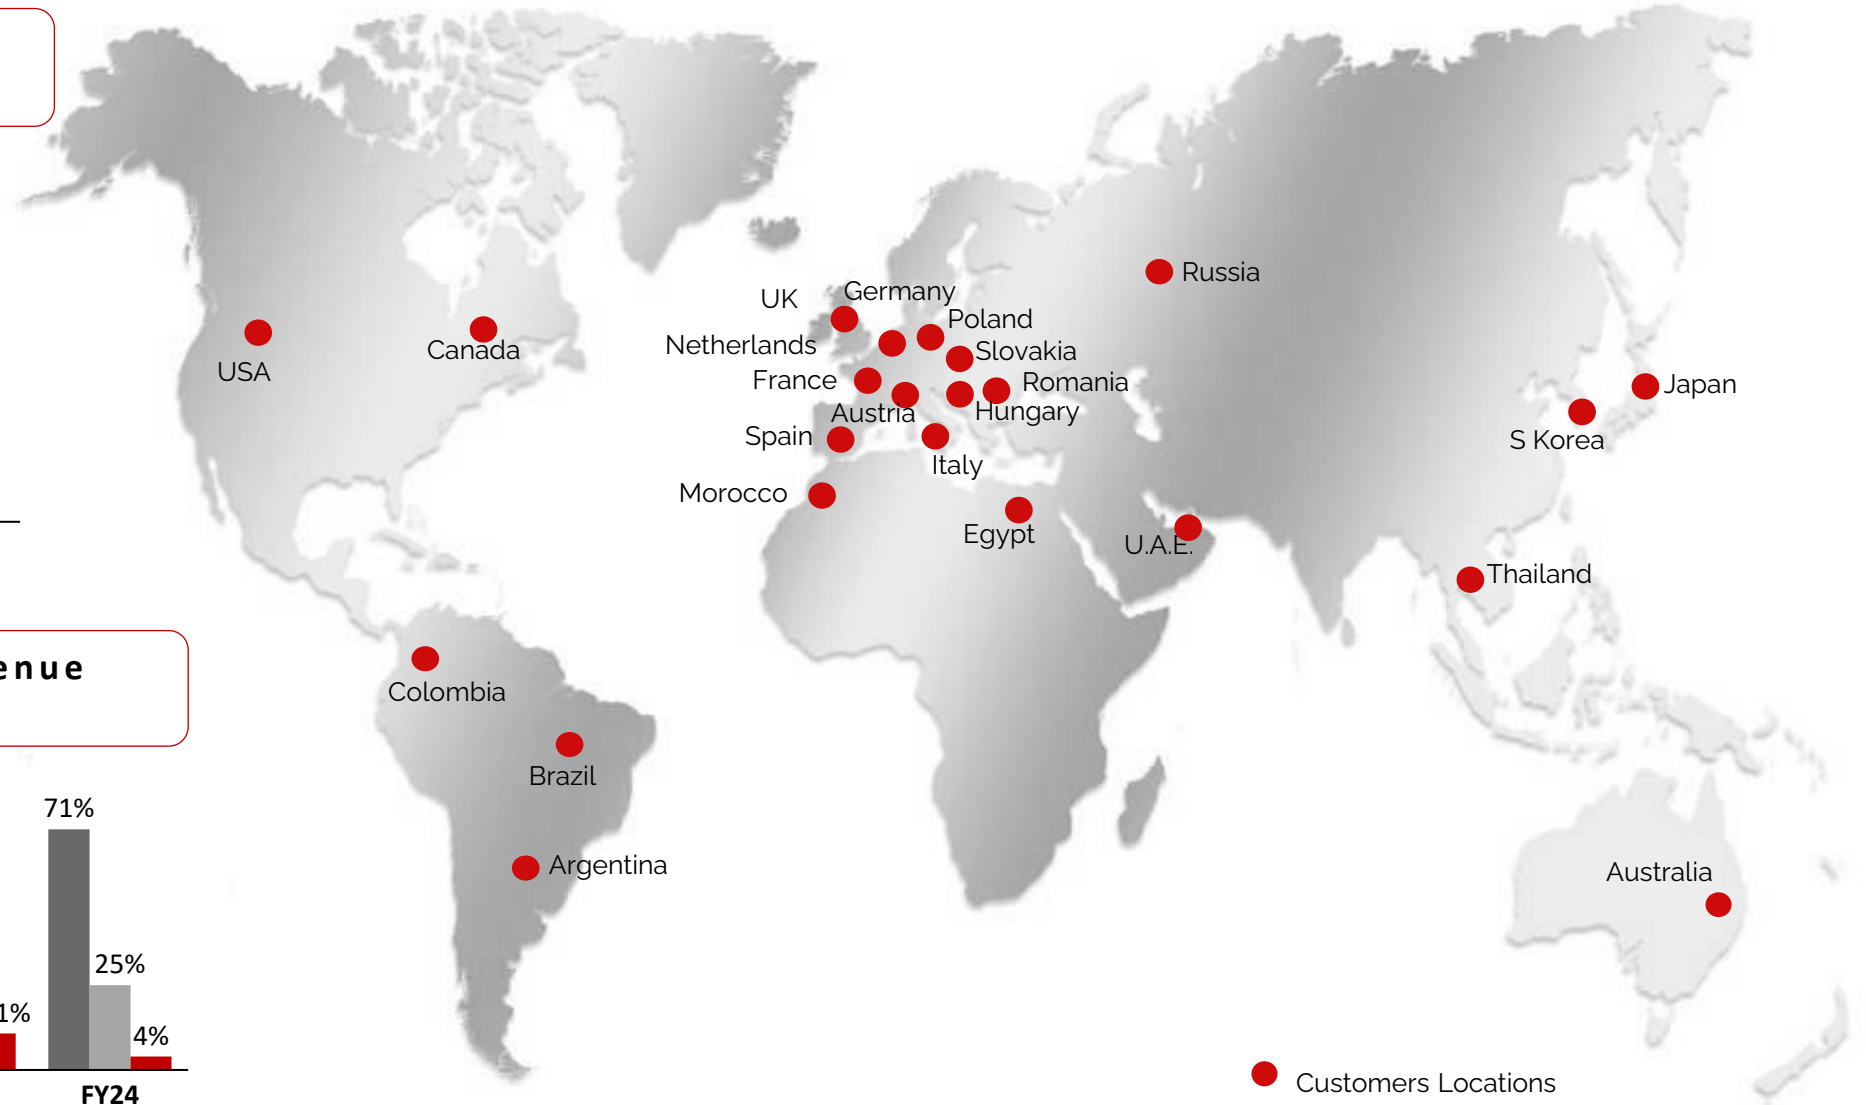 Russia
UK
Germany
Poland
Netherlands
Slovakia
USA
Canada
France
Romania
Japan
Austria
Hungary
Spain
S Korea
Italy
Morocco
Egypt
U.A.E.
Thailand
Colombia
Brazil
Argentina
Australia
Customers Locations
enue
71%
25%
1%
4%
FY24